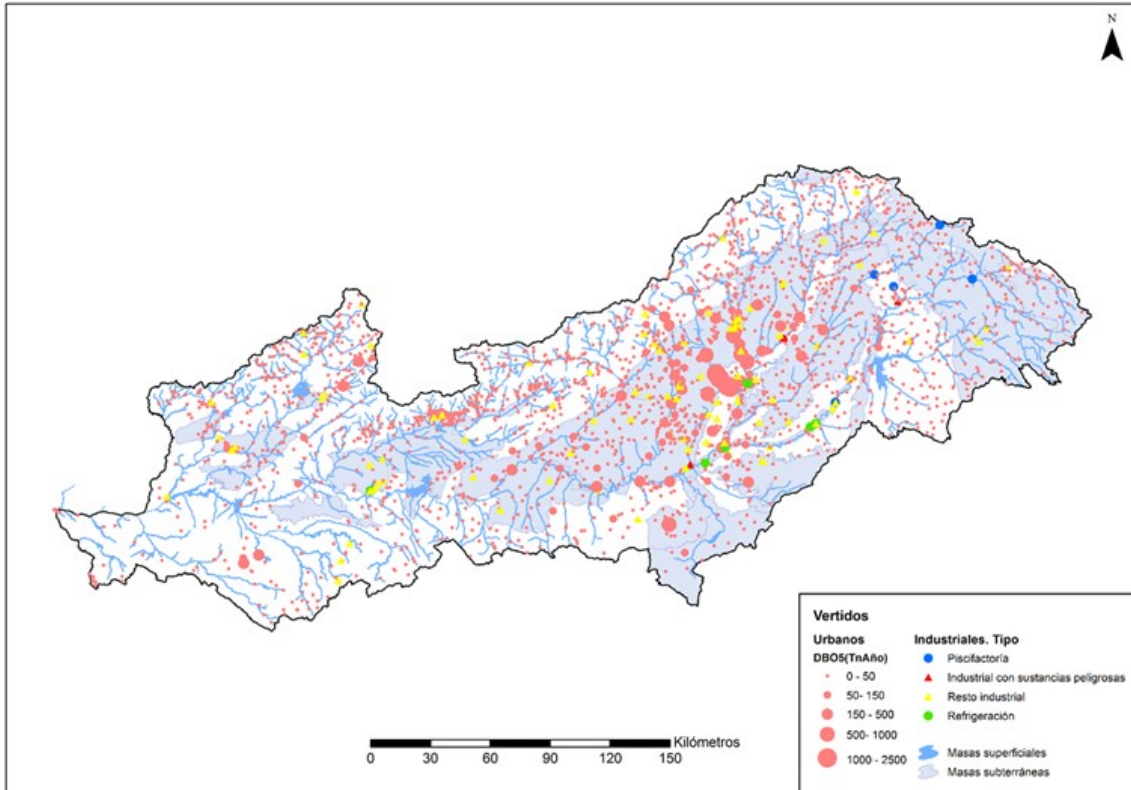 N
Kilómetros
0 30 60 90 120 150
Vertidos
Urbanos
DBO5(TnAño)
0 - 50
50- 150
150 - 500
500- 1000
1000 - 2500
Industriales. Tipo
Piscifactoría
Industrial con sustancias peligrosas
Resto industrial
Refrigeración
Masas superficiales
Masas subterráneas